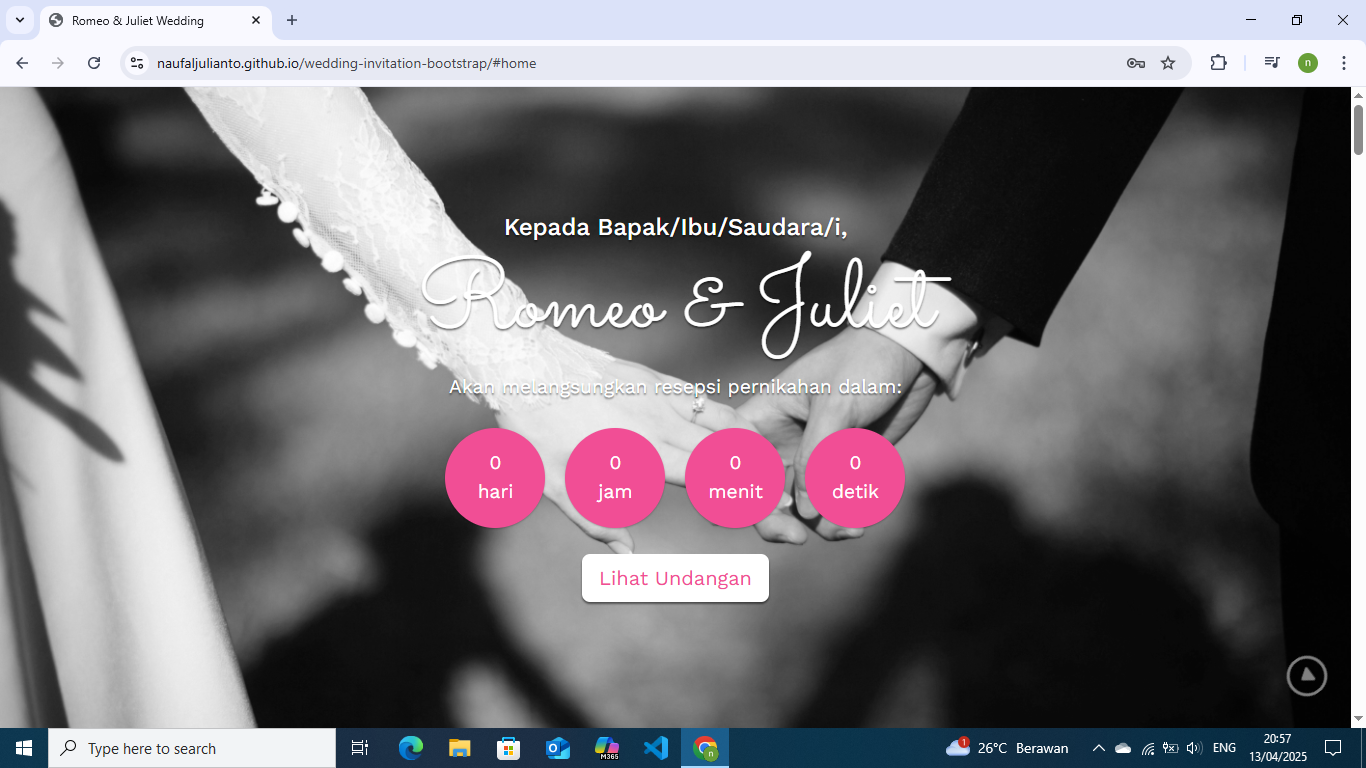 Romeo & Juliet Wedding
naufaljulianto.github.io/wedding-invitation-bootstrap/#home
n
Kepada Bapak/Ibu/Saudara/i,
Romeo & Juliet
Akan melangsungkan resepsi pernikahan dalam:
0 0 0 0
hari jam menit detik
Lihat Undangan
Type here to search
M365
n
1
26°C Berawan
ENG
20:57
13/04/2025